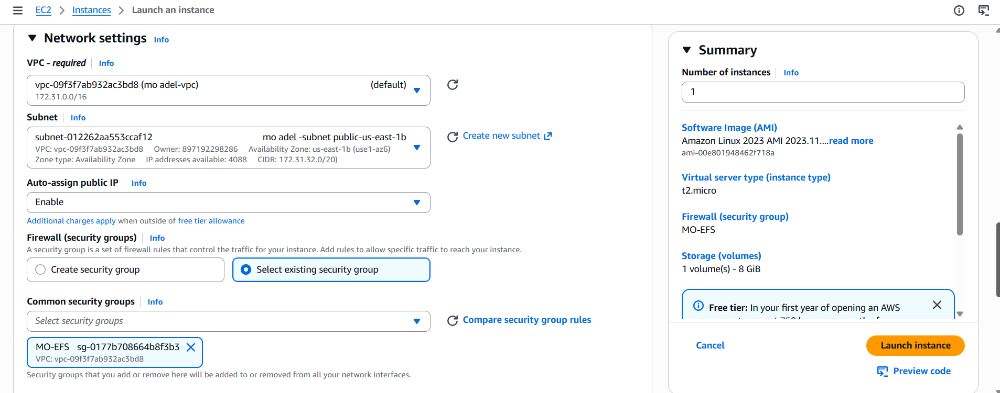 EC2 > Instances > Launch an instance
Network settings Info
VPC - required Info
vpc-09f3f7ab932ac3bd8 (mo adel-vpc) (default)
172.31.0.0/16
Subnet Info
subnet-012262aa553ccaf12 mo adel -subnet public-us-east-1b
VPC: vpc-09f3f7ab932ac3bd8 Owner: 897192298286 Availability Zone: us-east-1b (use1-az6)
Zone type: Availability Zone IP addresses available: 4088 CIDR: 172.31.32.0/20)
Create new subnet
Auto-assign public IP Info
Enable
Additional charges apply when outside of free tier allowance
Firewall (security groups) Info
A security group is a set of firewall rules that control the traffic for your instance. Add rules to allow specific traffic to reach your instance.
Create security group
Select existing security group
Common security groups Info
Select security groups
Compare security group rules
MO-EFS sg-0177b708664b8f3b3
VPC: vpc-09f3f7ab932ac3bd8
Security groups that you add or remove here will be added to or removed from all your network interfaces.
Summary
Number of instances Info
1
Software Image (AMI)
Amazon Linux 2023 AMI 2023.11....read more
ami-00e801948462f718a
Virtual server type (instance type)
t2.micro
Firewall (security group)
MO-EFS
Storage (volumes)
1 volume(s) - 8 GiB
Free tier: In your first year of opening an AWS
Cancel
Launch instance
Preview code